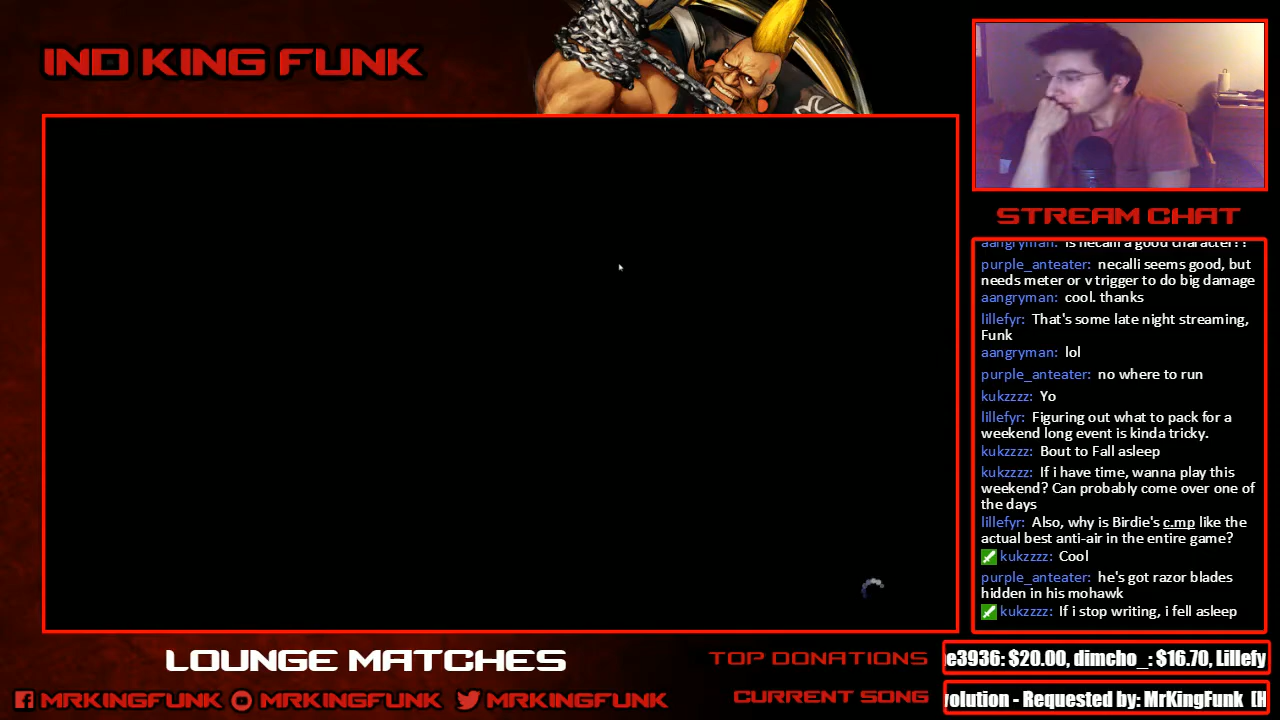 IND KING FUNK
STREAM CHAT
aangryman: is necalli a good character??
purple_anteater: necalli seems good, but
needs meter or v trigger to do big damage
aangryman: cool. thanks
lillefyr: That's some late night streaming,
Funk
aangryman: lol
purple_anteater: no where to run
kukzzzz: Yo
lillefyr: Figuring out what to pack for a
weekend long event is kinda tricky.
kukzzzz: Bout to Fall asleep
kukzzzz: If i have time, wanna play this
weekend? Can probably come over one of
the days
lillefyr: Also, why is Birdie's c.mp like the
actual best anti-air in the entire game?
kukzzzz: Cool
purple_anteater: he's got razor blades
hidden in his mohawk
kukzzzz: If i stop writing, i fell asleep
LOUNGE MATCHES
TOP DONATIONS
e3936: $20.00, dimcho_: $16.70, Lillefy
MRKINGFUNK MRKINGFUNK MRKINGFUNK
CURRENT SONG
volution - Requested by: MrKingFunk [H